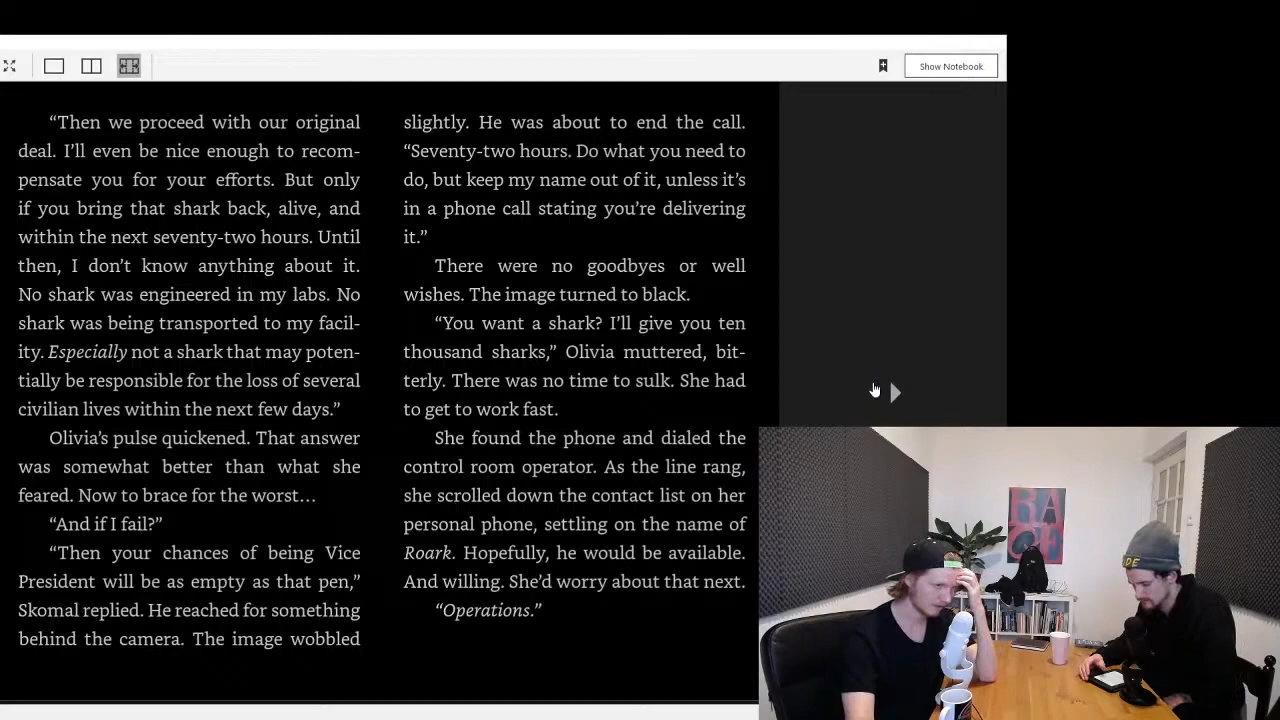 Show Notebook
“Then we proceed with our original
deal. I’ll even be nice enough to recom-
pensate you for your efforts. But only
if you bring that shark back, alive, and
within the next seventy-two hours. Until
then, I don’t know anything about it.
No shark was engineered in my labs. No
shark was being transported to my facil-
ity. Especially not a shark that may poten-
tially be responsible for the loss of several
civilian lives within the next few days.”
Olivia’s pulse quickened. That answer
was somewhat better than what she
feared. Now to brace for the worst…
“And if I fail?”
“Then your chances of being Vice
President will be as empty as that pen,”
Skomal replied. He reached for something
behind the camera. The image wobbled
slightly. He was about to end the call.
“Seventy-two hours. Do what you need to
do, but keep my name out of it, unless it’s
in a phone call stating you’re delivering
it.”
There were no goodbyes or well
wishes. The image turned to black.
“You want a shark? I’ll give you ten
thousand sharks,” Olivia muttered, bit-
terly. There was no time to sulk. She had
to get to work fast.
She found the phone and dialed the
control room operator. As the line rang,
she scrolled down the contact list on her
personal phone, settling on the name of
Roark. Hopefully, he would be available.
And willing. She’d worry about that next.
“Operations.”
RA
GE